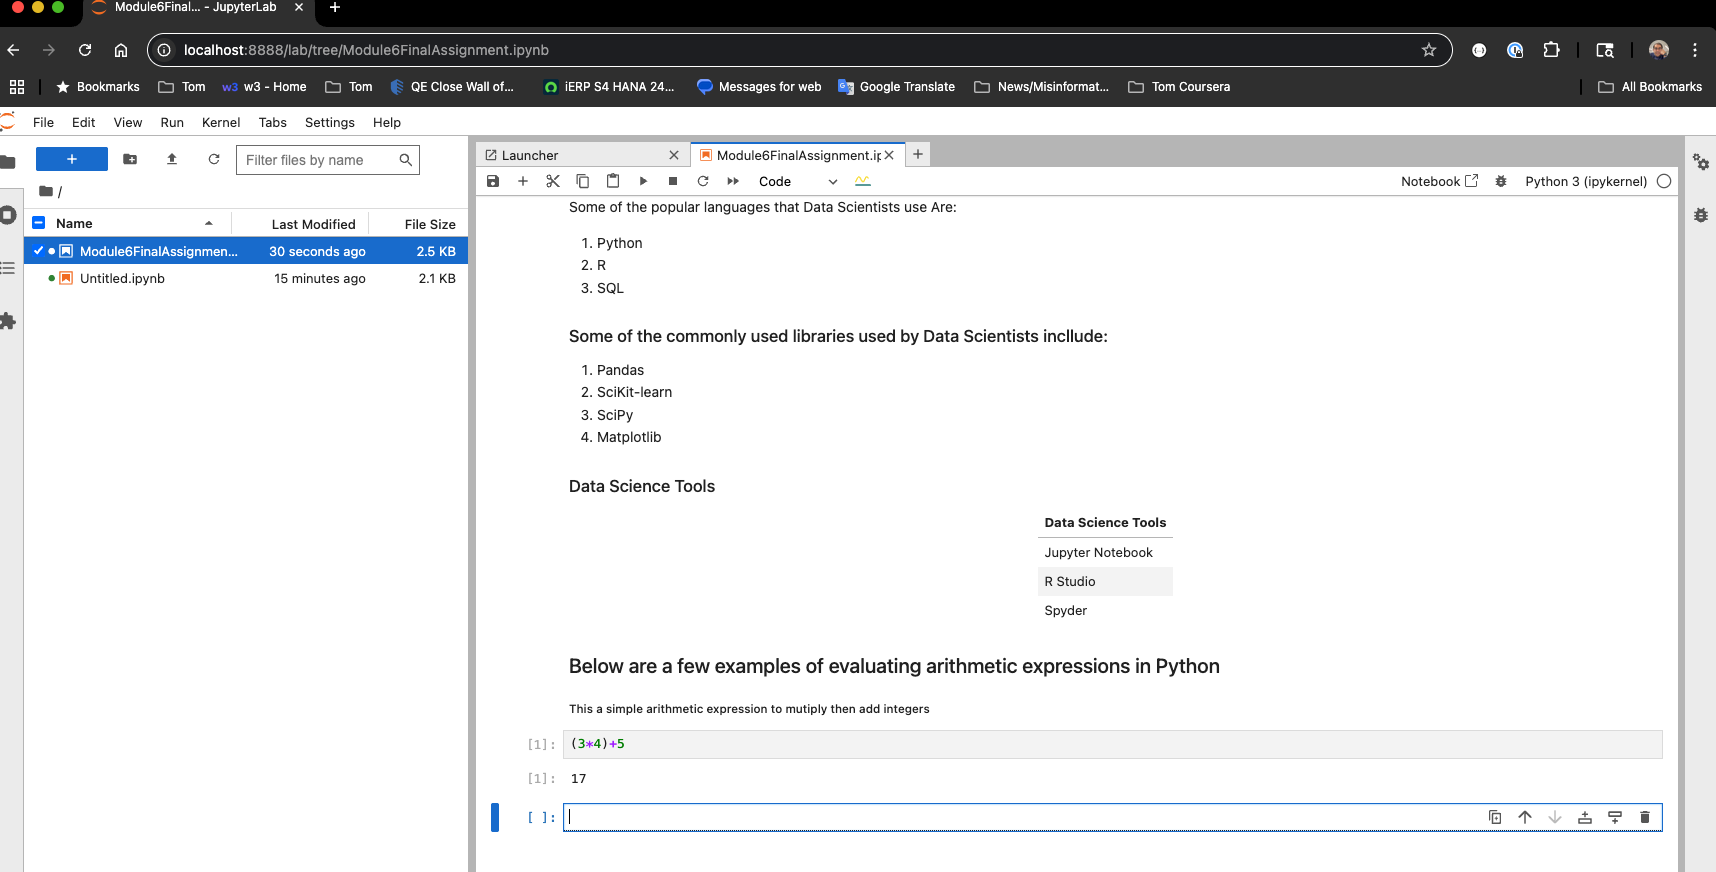 Module6Final... - JupyterLab
localhost:8888/lab/tree/Module6FinalAssignment.ipynb
Bookmarks Tom w3 w3 - Home Tom QE Close Wall of... iERP S4 HANA 24... Messages for web Google Translate News/Misinformat... Tom Coursera All Bookmarks
File Edit View Run Kernel Tabs Settings Help
Filter files by name
Launcher Module6FinalAssignment.ip
Code Notebook Python 3 (ipykernel)
/
Name Last Modified File Size
Module6FinalAssignmen... 30 seconds ago 2.5 KB
Untitled.ipynb 15 minutes ago 2.1 KB
Some of the popular languages that Data Scientists use Are:
1. Python
2. R
3. SQL
Some of the commonly used libraries used by Data Scientists incllude:
1. Pandas
2. SciKit-learn
3. SciPy
4. Matplotlib
Data Science Tools
Data Science Tools
Jupyter Notebook
R Studio
Spyder
Below are a few examples of evaluating arithmetic expressions in Python
This a simple arithmetic expression to mutiply then add integers
[1]: (3*4)+5
[1]: 17
[ ]: